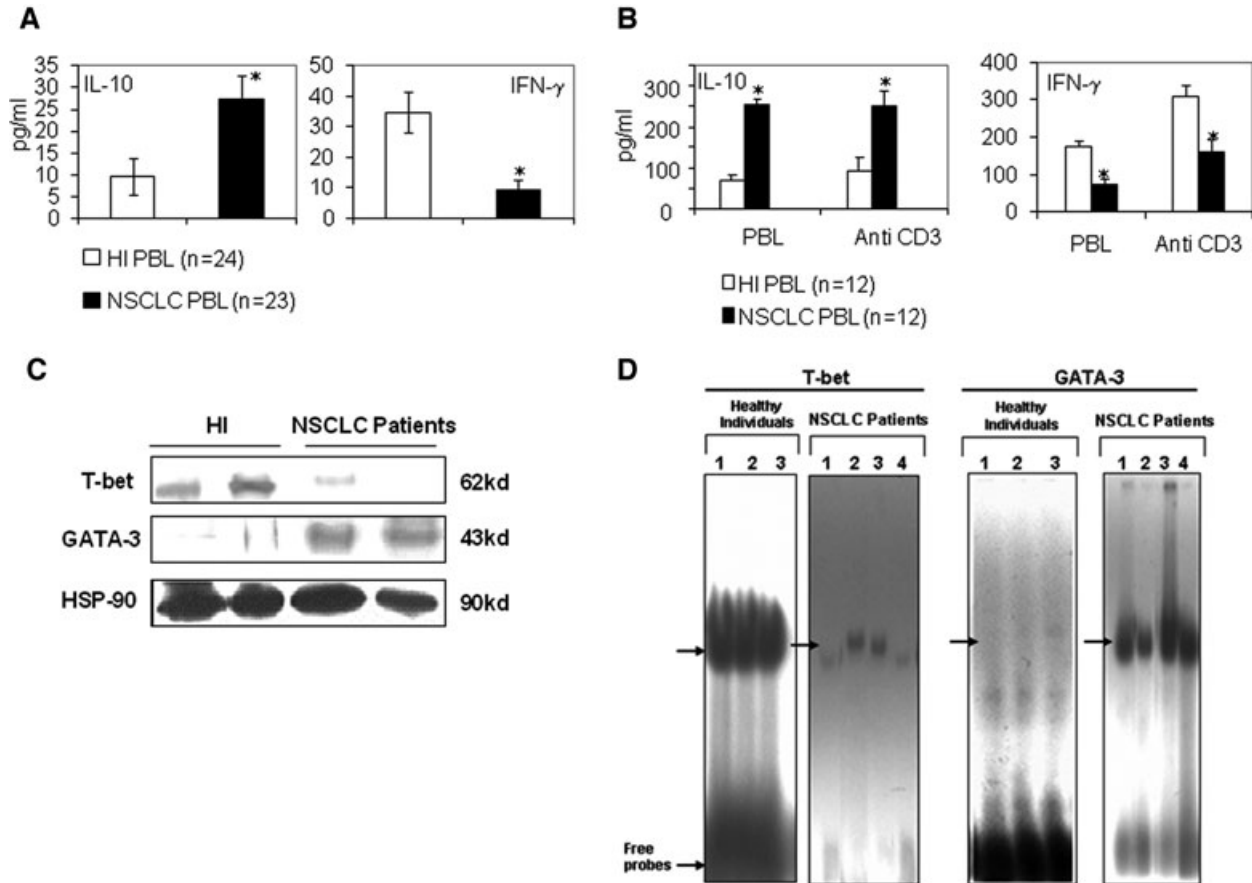 A
IL-10
IFN-γ
pg/ml
35
30
25
20
15
10
5
0
*
50
40
30
20
10
0
*
HI PBL (n=24)
NSCLC PBL (n=23)
B
IL-10
IFN-γ
pg/ml
300
250
200
100
50
0
*
*
PBL
Anti CD3
400
300
200
100
0
*
*
PBL
Anti CD3
HI PBL (n=12)
NSCLC PBL (n=12)
C
HI
NSCLC Patients
T-bet
62kd
GATA-3
43kd
HSP-90
90kd
D
T-bet
GATA-3
Healthy
Individuals
NSCLC Patients
Healthy
Individuals
NSCLC Patients
1 2 3
1 2 3 4
1 2 3
1 2 3 4
Free
probes